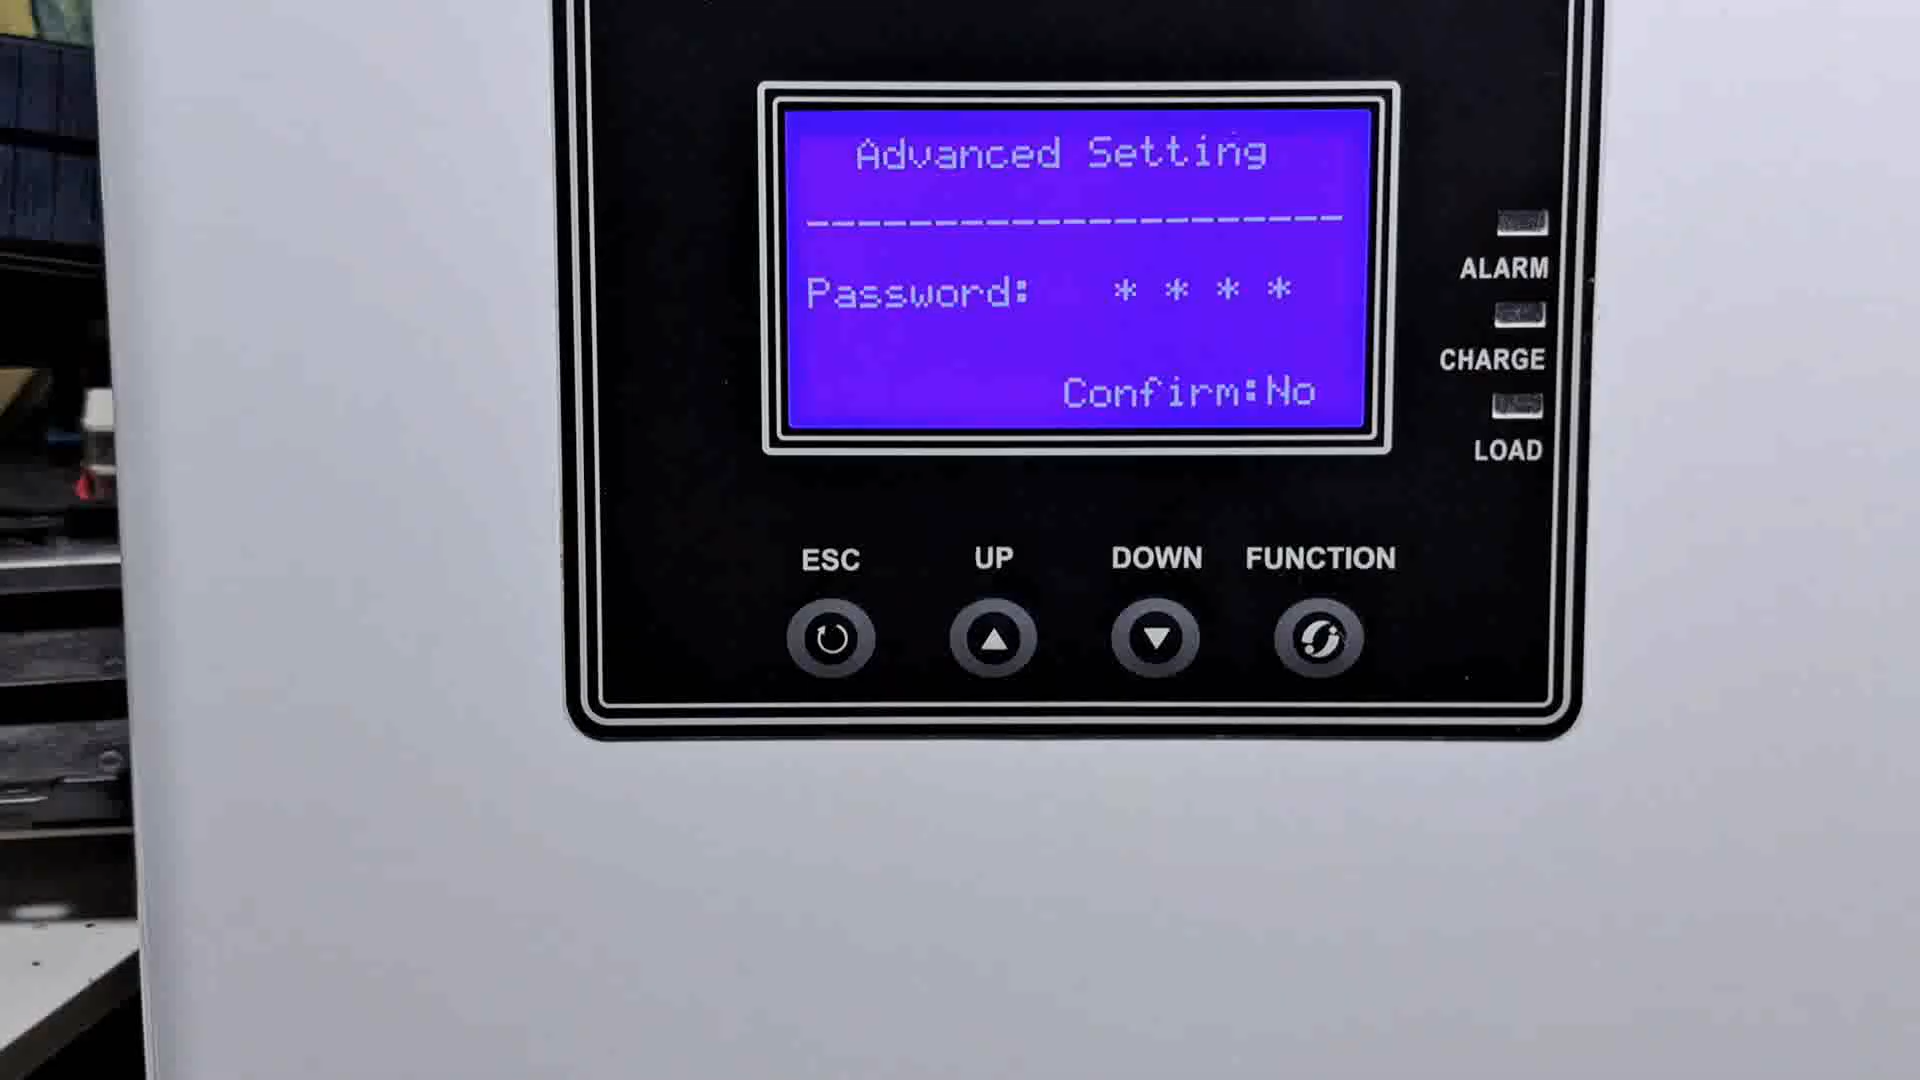 Advanced Setting
---------------------
Password: * * * *
Confirm:No
ALARM
CHARGE
LOAD
ESC UP DOWN FUNCTION